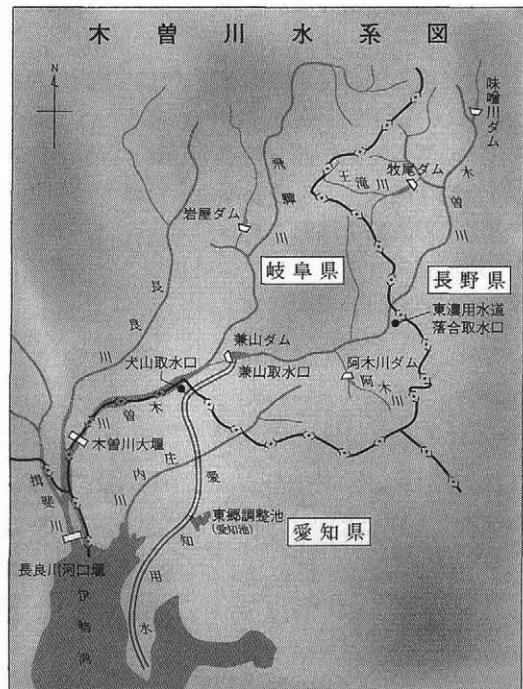 木曽川水系図
N
味噌川ダム
牧尾ダム
王滝川
木曽川
飛騨川
岩屋ダム
岐阜県
長野県
長良川
東濃用水道
落合取水口
兼山ダム
犬山取水口
兼山取水口
阿木川ダム
阿木川
木曽川
木曽川大堰
庄内川
揖斐川
愛知用水
東郷調整池
(愛知池)
愛知県
長良川河口堰
伊勢湾